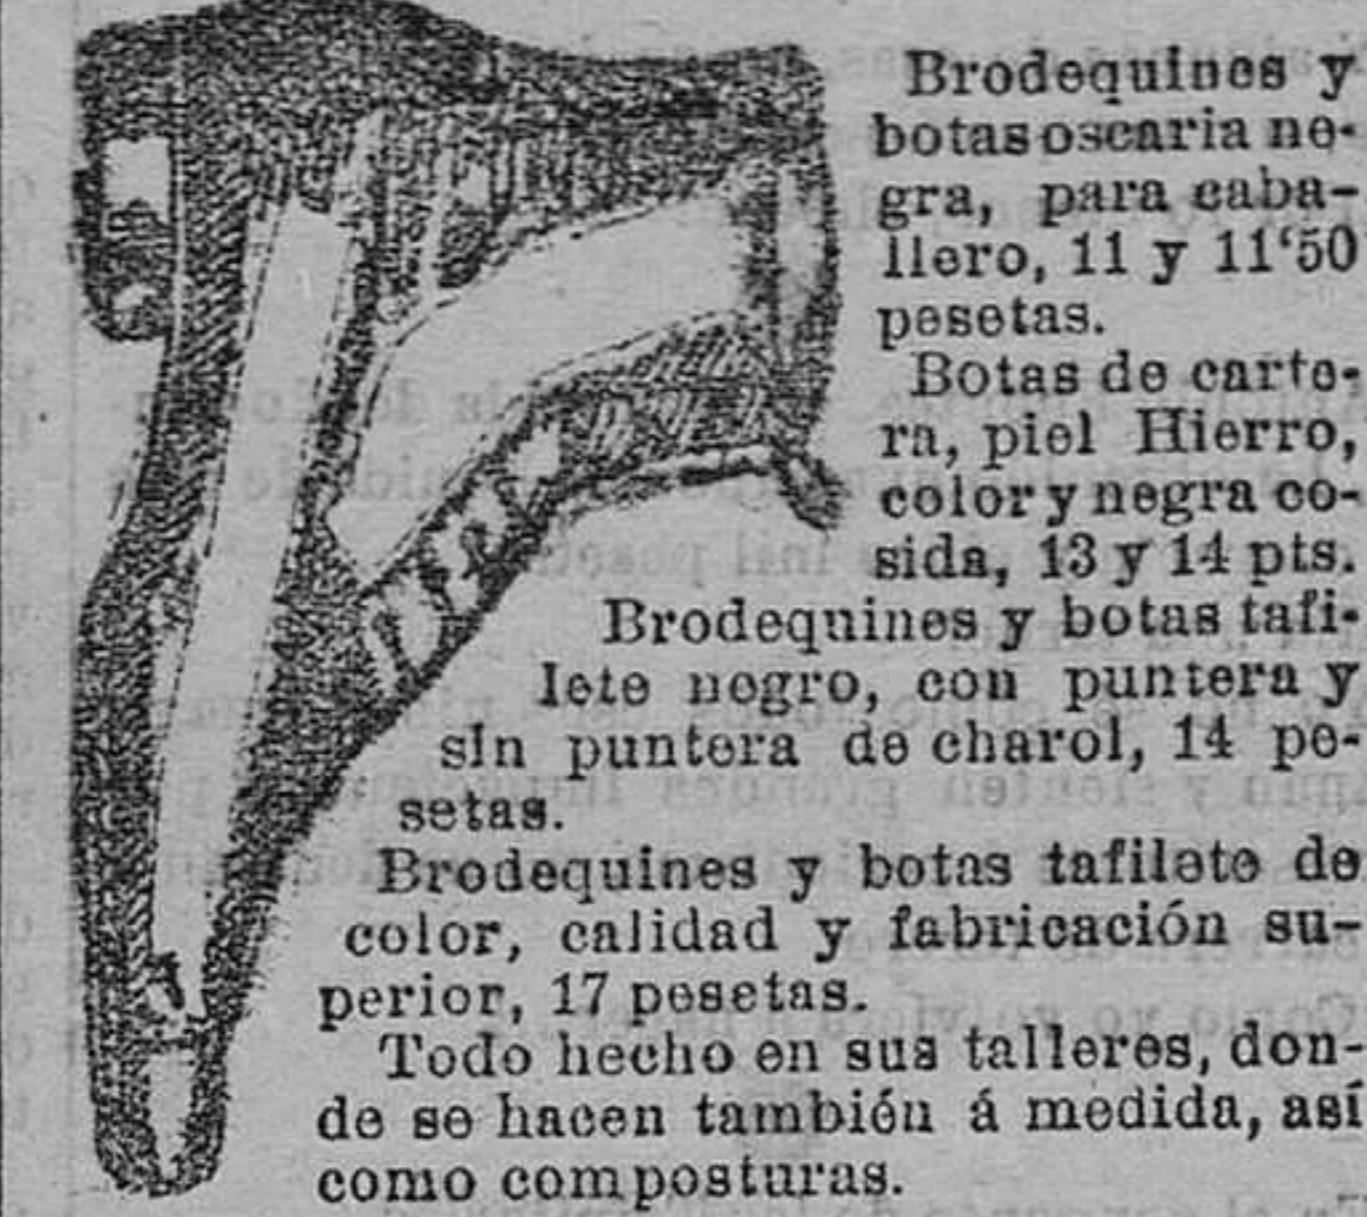 Brodequines y
botas oscaria ne-
gra, para caba-
llero, 11 y 11‘50
pesetas.
Botas de carte-
ra, piel Hierro,
color y negra co-
sida, 13 y 14 pts.
Brodequines y botas tafi-
lete negro, con puntera y
sin puntera de charol, 14 pe-
setas.
Brodequines y botas tafilete de
color, calidad y fabricación su-
perior, 17 pesetas.
Todo hecho en sus talleres, don-
de se hacen también á medida, así
como composturas.